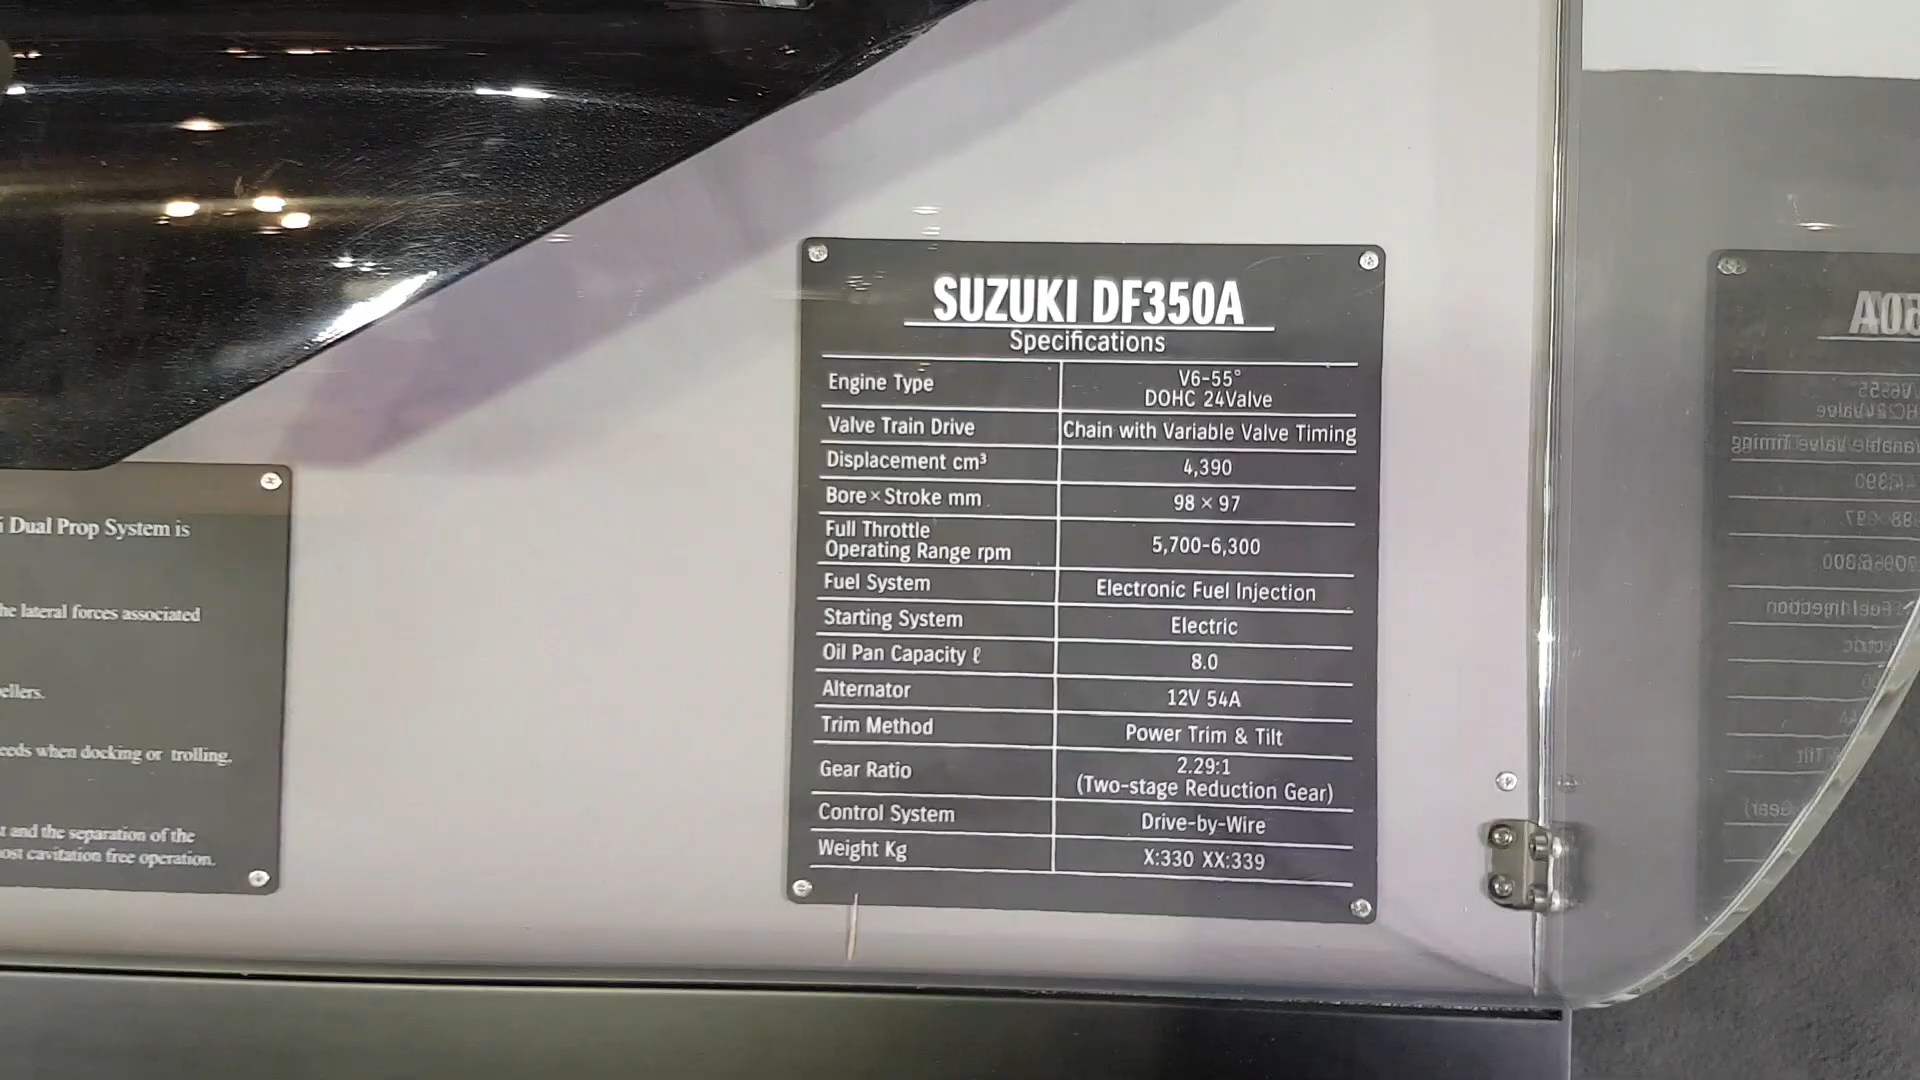 Dual Prop System is
lateral forces associated
when docking or trolling.
and the separation of the
cavitation free operation.
SUZUKI DF350A
Specifications
Engine Type V6-55°
DOHC 24Valve
Valve Train Drive Chain with Variable Valve Timing
Displacement cm³ 4,390
Bore × Stroke mm 98 × 97
Full Throttle
Operating Range rpm 5,700-6,300
Fuel System Electronic Fuel Injection
Starting System Electric
Oil Pan Capacity ℓ 8.0
Alternator 12V 54A
Trim Method Power Trim & Tilt
Gear Ratio 2.29:1
(Two-stage Reduction Gear)
Control System Drive-by-Wire
Weight Kg X:330 XX:339